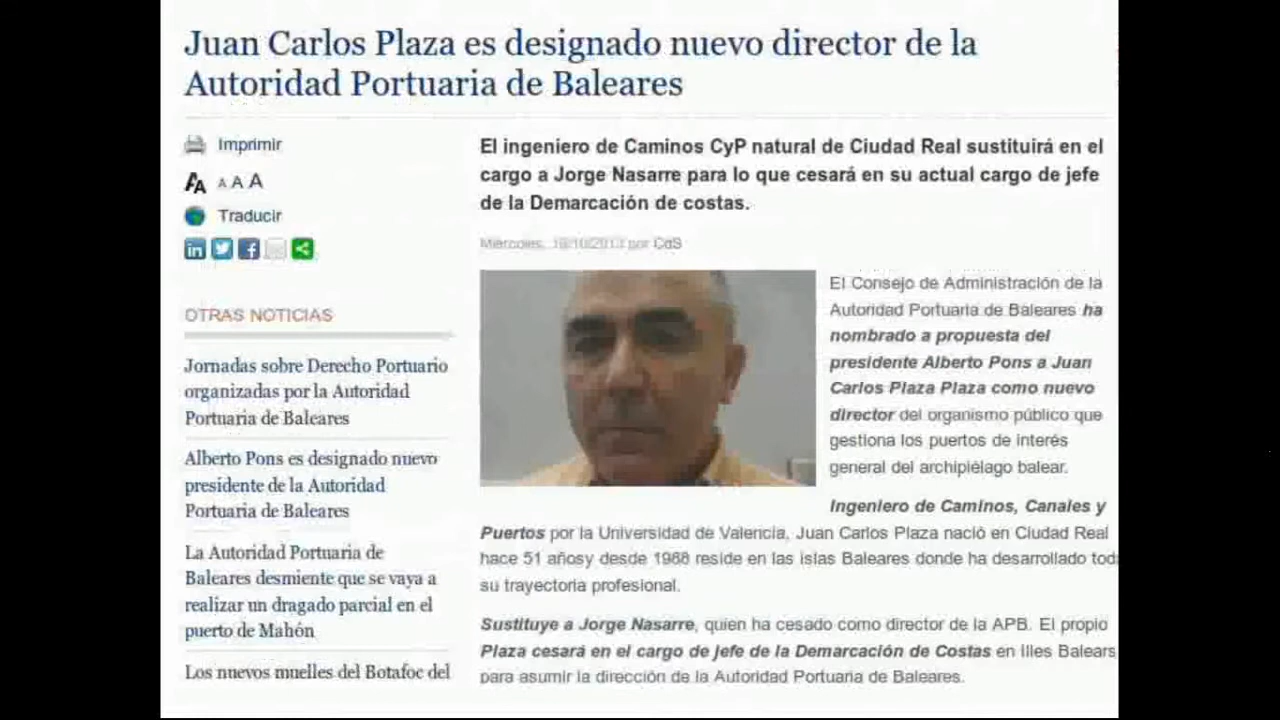 Juan Carlos Plaza es designado nuevo director de la
Autoridad Portuaria de Baleares
Imprimir
A A A
Traducir
OTRAS NOTICIAS
Jornadas sobre Derecho Portuario
organizadas por la Autoridad
Portuaria de Baleares
Alberto Pons es designado nuevo
presidente de la Autoridad
Portuaria de Baleares
La Autoridad Portuaria de
Baleares desmiente que se vaya a
realizar un dragado parcial en el
puerto de Mahón
Los nuevos muelles del Botafoc del
El ingeniero de Caminos CyP natural de Ciudad Real sustituirá en el
cargo a Jorge Nasarre para lo que cesará en su actual cargo de jefe
de la Demarcación de costas.
Miércoles, por CdS
El Consejo de Administración de la
Autoridad Portuaria de Baleares ha
nombrado a propuesta del
presidente Alberto Pons a Juan
Carlos Plaza Plaza como nuevo
director del organismo público que
gestiona los puertos de interés
general del archipiélago balear.
Ingeniero de Caminos, Canales y
Puertos por la Universidad de Valencia, Juan Carlos Plaza nació en Ciudad Real
hace 51 añosy desde 1988 reside en las islas Baleares donde ha desarrollado tod
su trayectoria profesional.
Sustituye a Jorge Nasarre, quien ha cesado como director de la APB. El propio
Plaza cesará en el cargo de jefe de la Demarcación de Costas en Illes Balears
para asumir la dirección de la Autoridad Portuaria de Baleares.